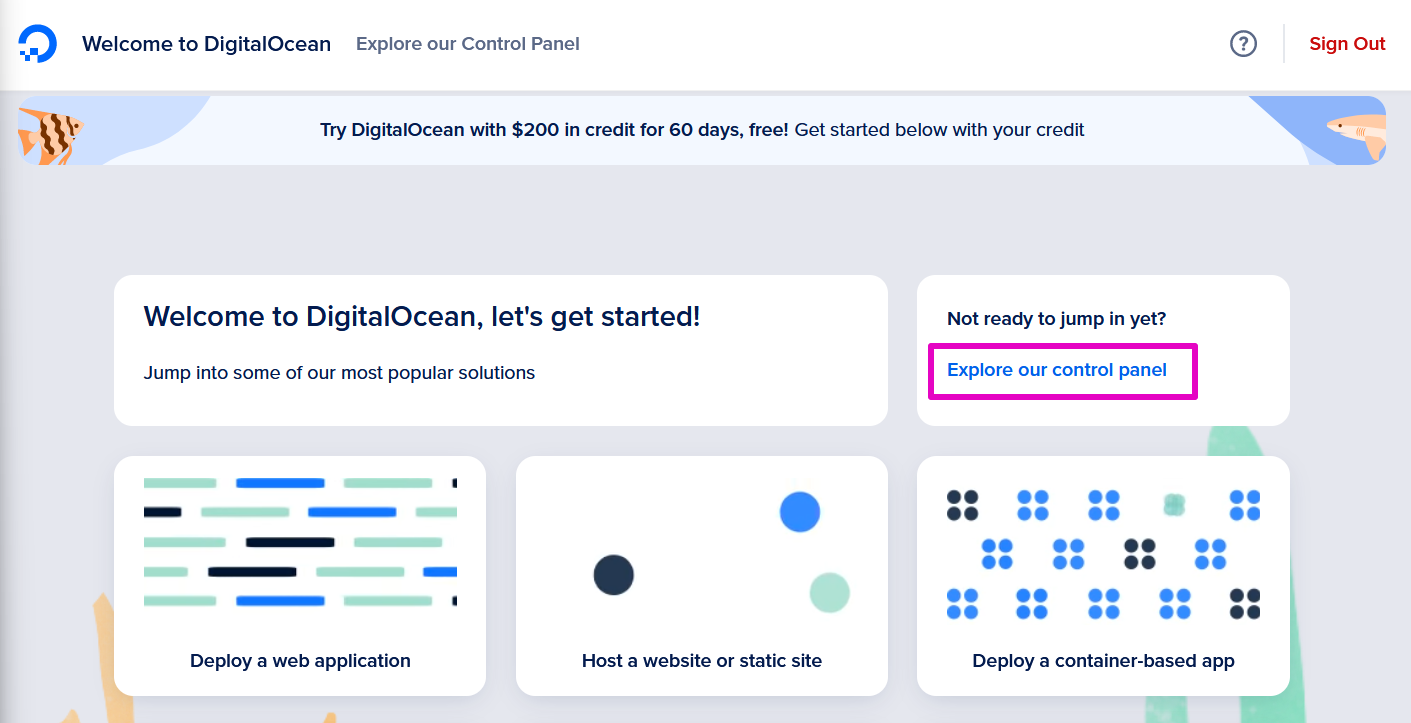 Welcome to DigitalOcean
Explore our Control Panel
?
Sign Out
Try DigitalOcean with $200 in credit for 60 days, free! Get started below with your credit
Welcome to DigitalOcean, let's get started!
Jump into some of our most popular solutions
Not ready to jump in yet?
Explore our control panel
Deploy a web application
Host a website or static site
Deploy a container-based app